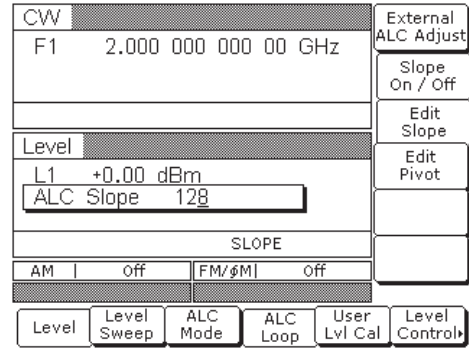 CW
F1 2.000 000 000 00 GHz
Level
L1 +0.00 dBm
ALC Slope 128
SLOPE
AM | Off
FM/ϕM| Off
External
ALC Adjust
Slope
On / Off
Edit
Slope
Edit
Pivot
Level
Level
Sweep
ALC
Mode
ALC
Loop
User
Lvl Cal
Level
Control▸